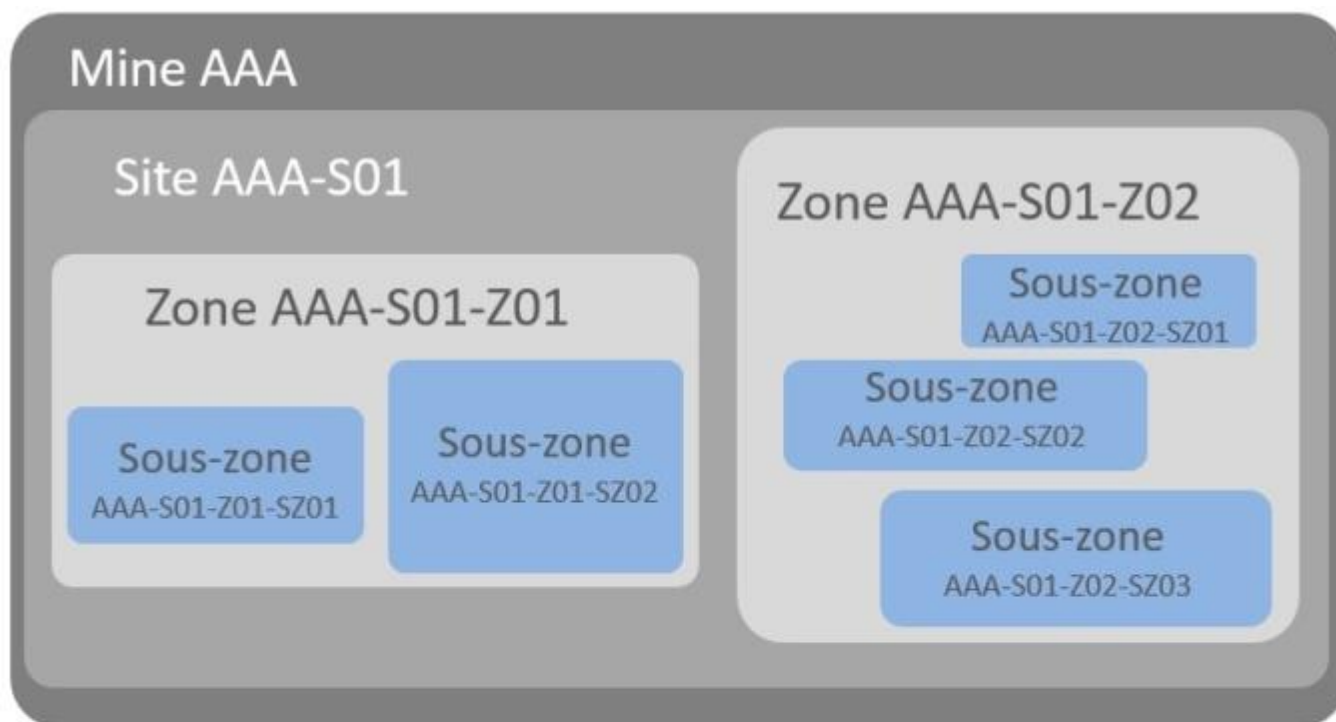 Mine AAA
Site AAA-S01
Zone AAA-S01-Z01
Sous-zone
AAA-S01-Z01-SZ01
Sous-zone
AAA-S01-Z01-SZ02
Zone AAA-S01-Z02
Sous-zone
AAA-S01-Z02-SZ01
Sous-zone
AAA-S01-Z02-SZ02
Sous-zone
AAA-S01-Z02-SZ03